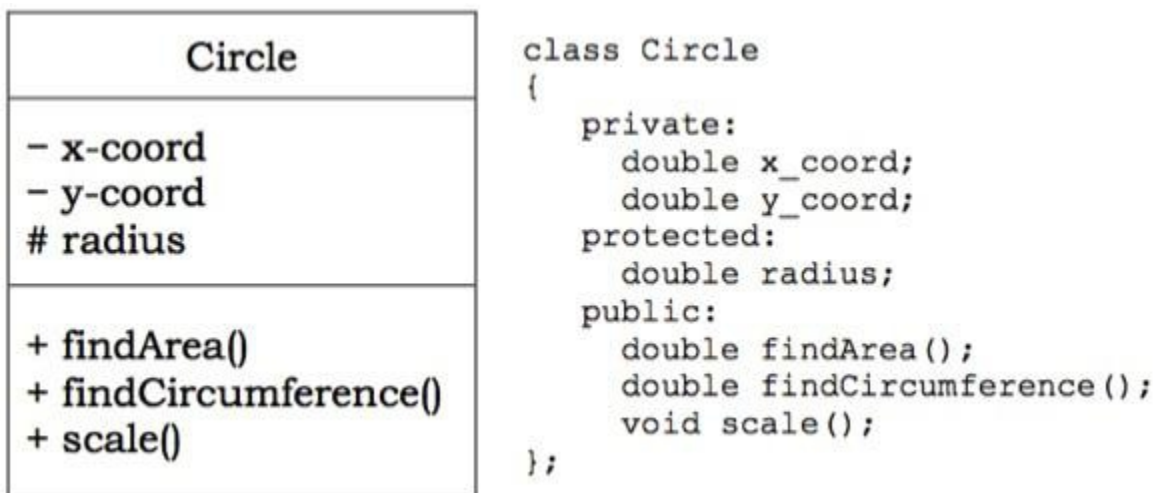 Circle
– x-coord
– y-coord
# radius
+ findArea()
+ findCircumference()
+ scale()
class Circle
{
private:
double x_coord;
double y_coord;
protected:
double radius;
public:
double findArea();
double findCircumference();
void scale();
};